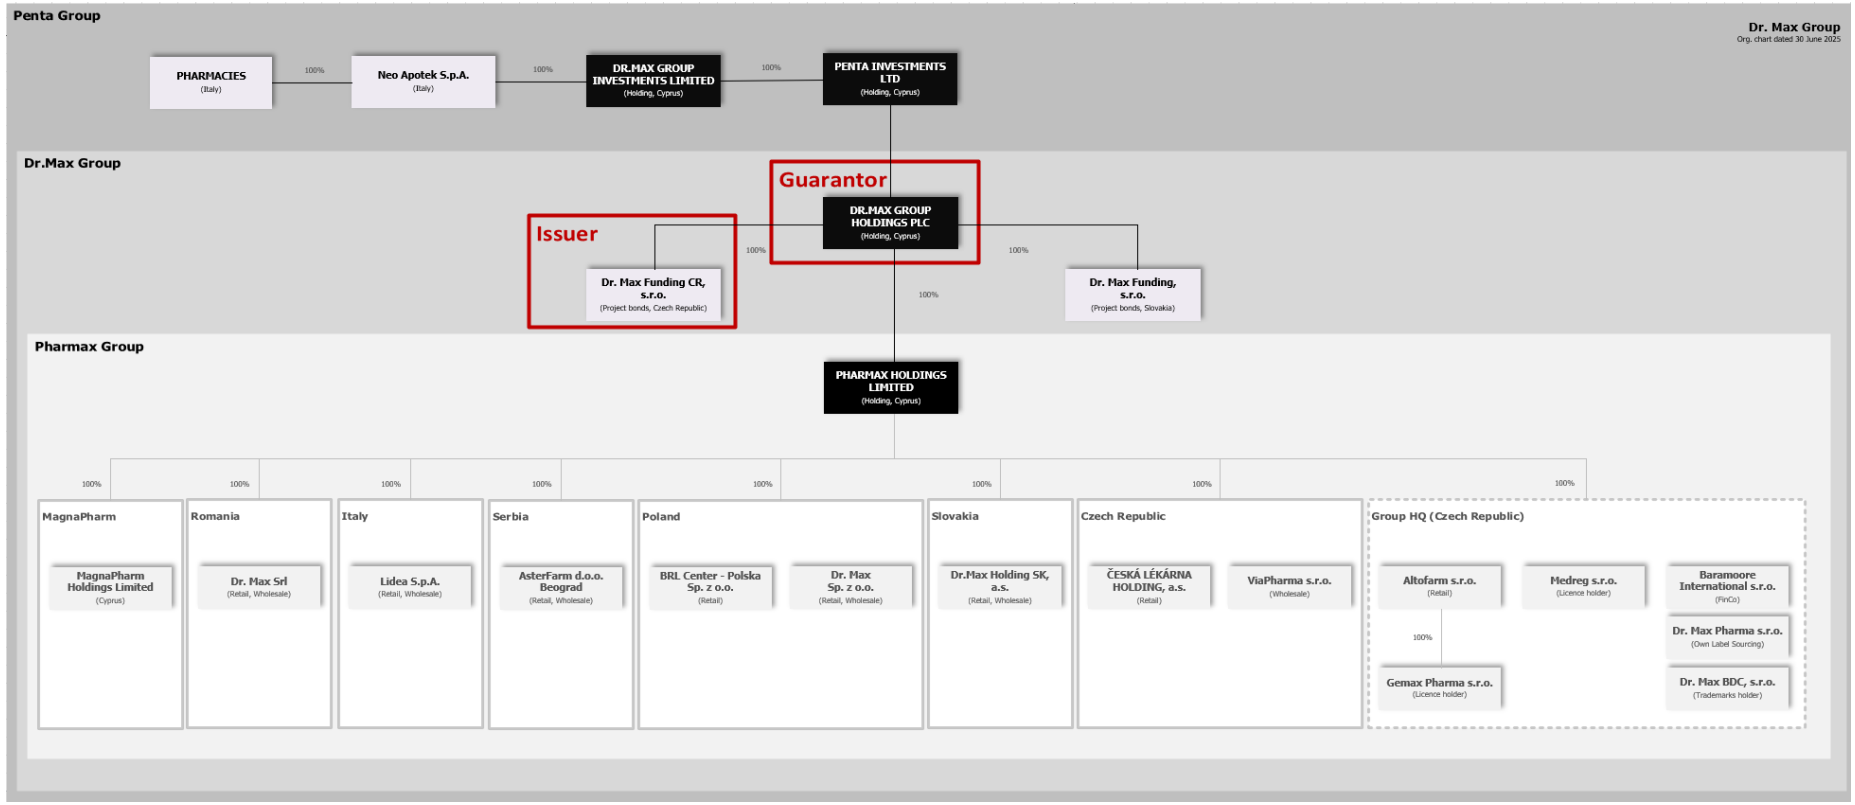 Penta Group
Dr. Max Group
Org. chart dated 30 June 2025
PHARMACIES
(Italy)
100%
Neo Apotek S.p.A.
(Italy)
100%
DR.MAX GROUP
INVESTMENTS LIMITED
(Holding, Cyprus)
100%
PENTA INVESTMENTS
LTD
(Holding, Cyprus)
Dr.Max Group
Guarantor
DR.MAX GROUP
HOLDINGS PLC
(Holding, Cyprus)
Issuer
100%
100%
Dr. Max Funding CR,
s.r.o.
(Project bonds, Czech Republic)
Dr. Max Funding,
s.r.o.
(Project bonds, Slovakia)
100%
Pharmax Group
PHARMAX HOLDINGS
LIMITED
(Holding, Cyprus)
100%
100%
100%
100%
100%
100%
100%
100%
MagnaPharm
MagnaPharm
Holdings Limited
(Cyprus)
Romania
Dr. Max Srl
(Retail, Wholesale)
Italy
Lidea S.p.A.
(Retail, Wholesale)
Serbia
AsterFarm d.o.o.
Beograd
(Retail, Wholesale)
Poland
BRL Center - Polska
Sp. z o.o.
(Retail)
Dr. Max
Sp. z o.o.
(Retail, Wholesale)
Slovakia
Dr.Max Holding SK,
a.s.
(Retail, Wholesale)
Czech Republic
ČESKÁ LÉKÁRNA
HOLDING, a.s.
(Retail)
ViaPharma s.r.o.
(Wholesale)
Group HQ (Czech Republic)
Altofarm s.r.o.
(Retail)
100%
Gemax Pharma s.r.o.
(Licence holder)
Medreg s.r.o.
(Licence holder)
Baramoore
International s.r.o.
(FinCo)
Dr. Max Pharma s.r.o.
(Own Label Sourcing)
Dr. Max BDC, s.r.o.
(Trademarks holder)